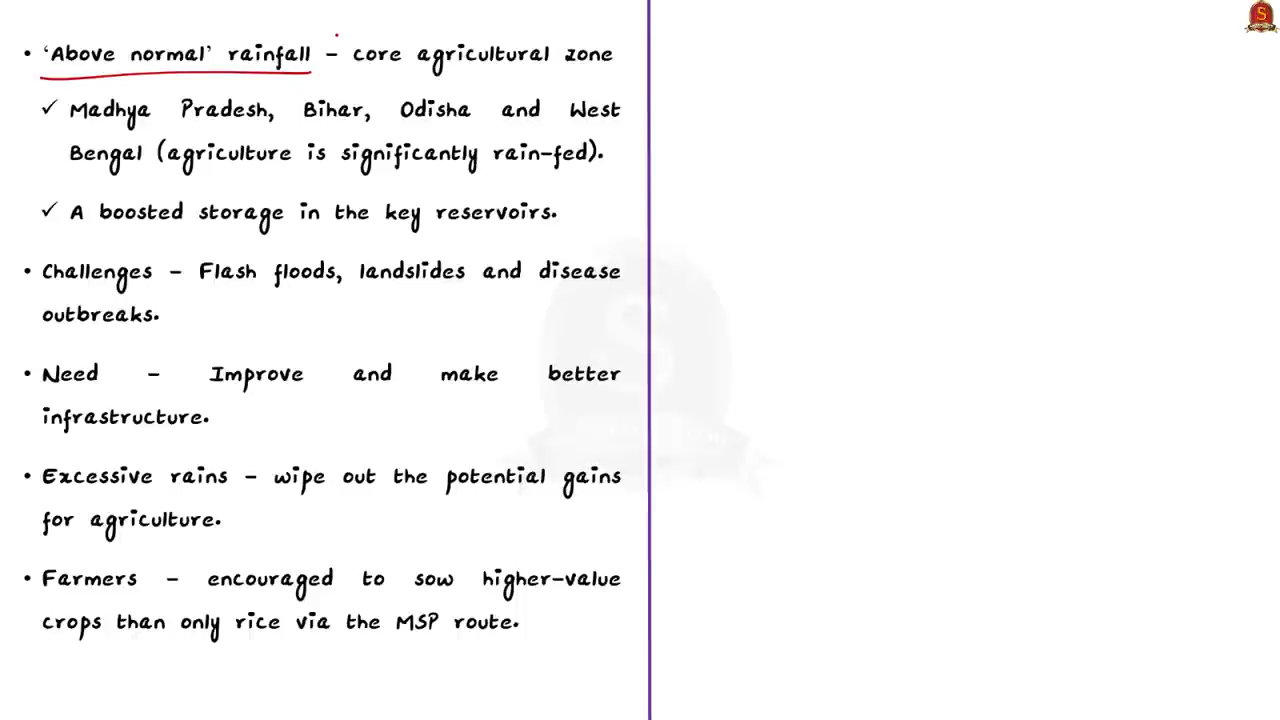 • 'Above normal' rainfall – core agricultural zone
✓ Madhya Pradesh, Bihar, Odisha and West
Bengal (agriculture is significantly rain-fed).
✓ A boosted storage in the key reservoirs.
• Challenges – Flash floods, landslides and disease
outbreaks.
• Need – Improve and make better
infrastructure.
• Excessive rains – wipe out the potential gains
for agriculture.
• Farmers – encouraged to sow higher-value
crops than only rice via the MSP route.
S